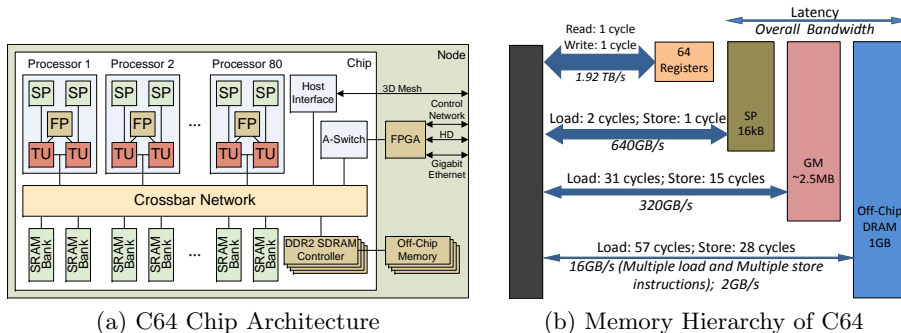 Node
Chip
Processor 1
Processor 2
Processor 80
SP SP SP SP SP SP
FP FP FP
TU TU TU TU TU TU
...
Host
Interface
3D Mesh
A-Switch
FPGA
Control
Network
HD
Gigabit
Ethernet
Crossbar Network
SRAM
Bank
SRAM
Bank
SRAM
Bank
SRAM
Bank
...
SRAM
Bank
SRAM
Bank
DDR2 SDRAM
Controller
Off-Chip
Memory
(a) C64 Chip Architecture
Latency
Overall Bandwidth
Read: 1 cycle
Write: 1 cycle
1.92 TB/s
64
Registers
Load: 2 cycles; Store: 1 cycle
640GB/s
SP
16kB
Load: 31 cycles; Store: 15 cycles
320GB/s
GM
~2.5MB
Load: 57 cycles; Store: 28 cycles
16GB/s (Multiple load and Multiple store
instructions); 2GB/s
Off-Chip
DRAM
1GB
(b) Memory Hierarchy of C64